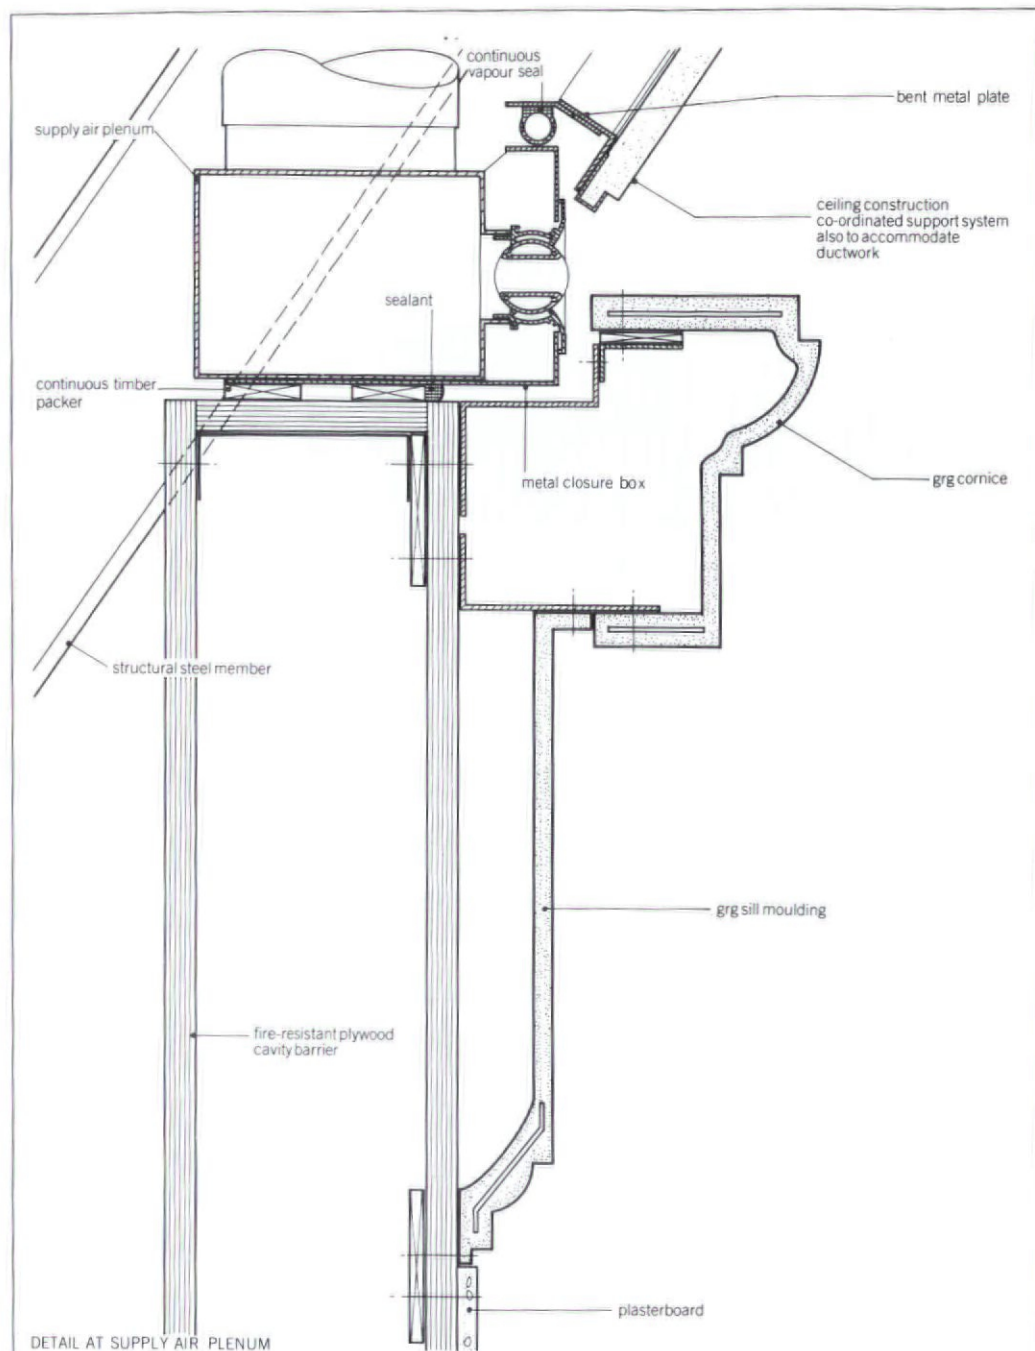 continuous
vapour seal
bent metal plate
supply air plenum
ceiling construction
co-ordinated support system
also to accommodate
ductwork
sealant
continuous timber
packer
metal closure box
grg cornice
structural steel member
grg sill moulding
fire-resistant plywood
cavity barrier
plasterboard
DETAIL AT SUPPLY AIR PLENUM